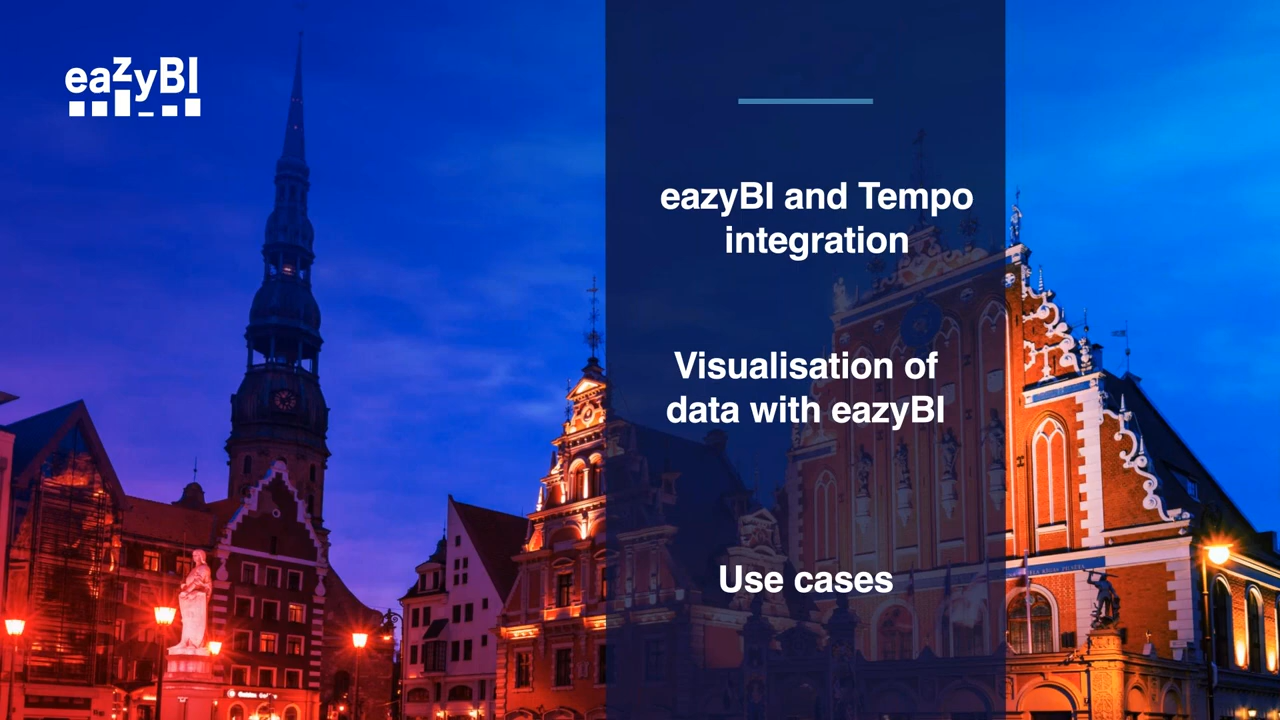 eazyBI
eazyBI and Tempo
integration
Visualisation of
data with eazyBI
Use cases